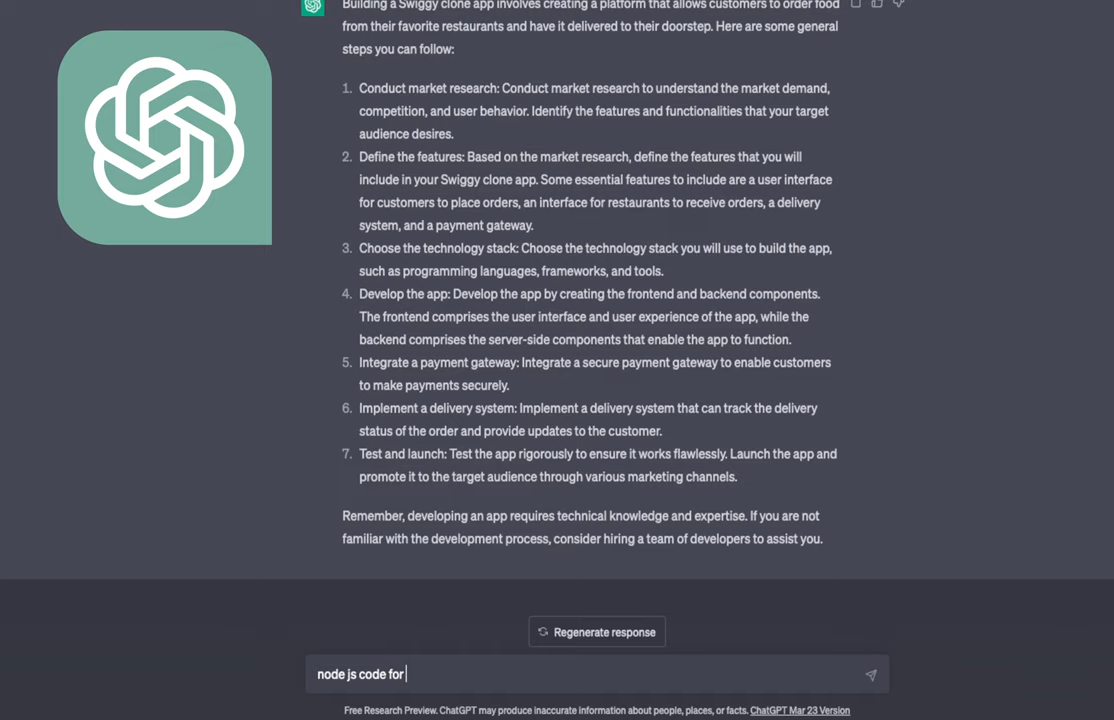 Building a Swiggy clone app involves creating a platform that allows customers to order food
from their favorite restaurants and have it delivered to their doorstep. Here are some general
steps you can follow:
1. Conduct market research: Conduct market research to understand the market demand,
competition, and user behavior. Identify the features and functionalities that your target
audience desires.
2. Define the features: Based on the market research, define the features that you will
include in your Swiggy clone app. Some essential features to include are a user interface
for customers to place orders, an interface for restaurants to receive orders, a delivery
system, and a payment gateway.
3. Choose the technology stack: Choose the technology stack you will use to build the app,
such as programming languages, frameworks, and tools.
4. Develop the app: Develop the app by creating the frontend and backend components.
The frontend comprises the user interface and user experience of the app, while the
backend comprises the server-side components that enable the app to function.
5. Integrate a payment gateway: Integrate a secure payment gateway to enable customers
to make payments securely.
6. Implement a delivery system: Implement a delivery system that can track the delivery
status of the order and provide updates to the customer.
7. Test and launch: Test the app rigorously to ensure it works flawlessly. Launch the app and
promote it to the target audience through various marketing channels.
Remember, developing an app requires technical knowledge and expertise. If you are not
familiar with the development process, consider hiring a team of developers to assist you.
Regenerate response
node js code for
Free Research Preview. ChatGPT may produce inaccurate information about people, places, or facts. ChatGPT Mar 23 Version